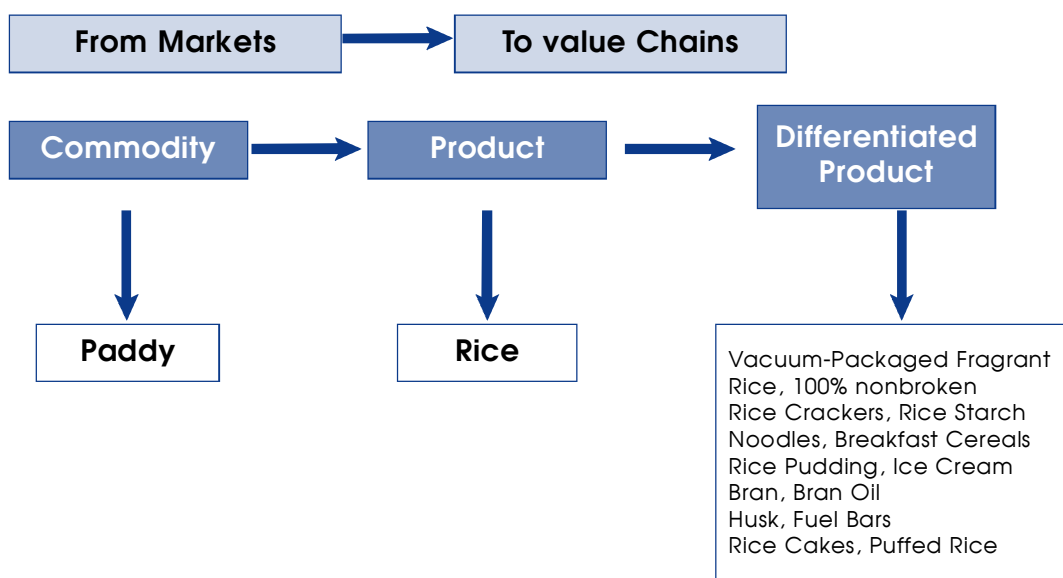 From Markets
To value Chains
Commodity
Product
Differentiated
Product
Paddy
Rice
Vacuum-Packaged Fragrant
Rice, 100% nonbroken
Rice Crackers, Rice Starch
Noodles, Breakfast Cereals
Rice Pudding, Ice Cream
Bran, Bran Oil
Husk, Fuel Bars
Rice Cakes, Puffed Rice